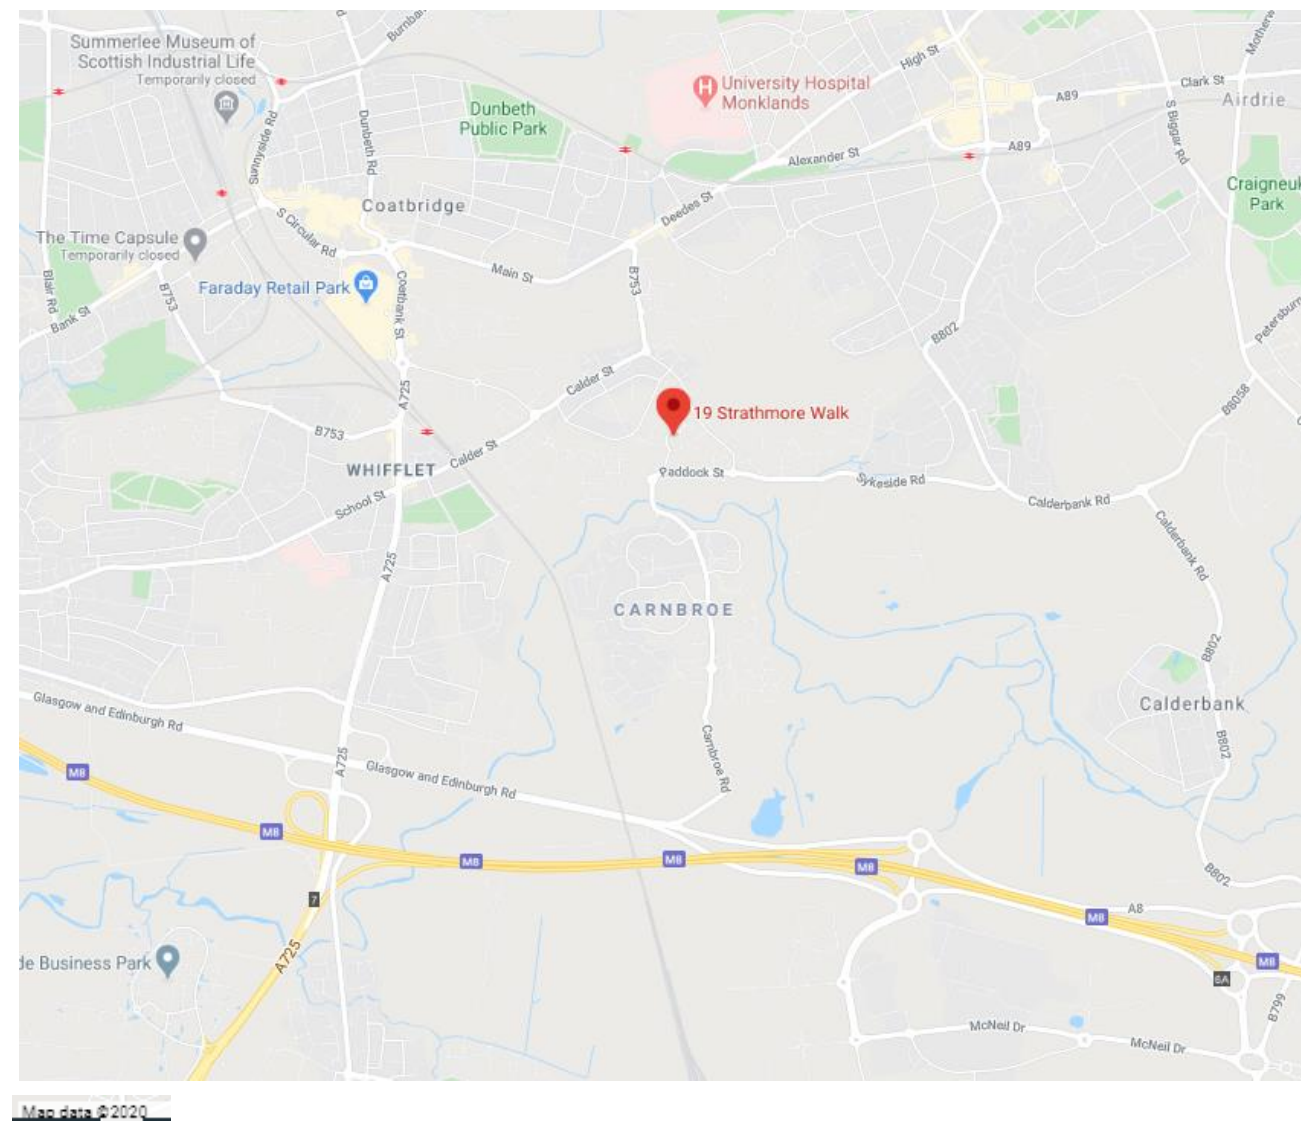 Summerlee Museum of
Scottish Industrial Life
Temporarily closed
Burnban
High St
University Hospital
Monklands
Motherw
Clark St
A89
Airdrie
Dunbeth
Public Park
Sunnyside Rd
Dunbeth Rd
S Biggar Rd
A89
Alexander St
Craigneuk
Park
Coatbridge
Deedes St
S Circular Rd
The Time Capsule
Temporarily closed
Main St
B753
Blair Rd
B753
Faraday Retail Park
Coatbank St
Bank St
B802
Petersburn
Calder St
A725
B8058
19 Strathmore Walk
B753
Calder St
WHIFFLET
Paddock St
Sykeside Rd
School St
Calderbank Rd
Calderbank Rd
A725
CARNBROE
B802
Calderbank
Glasgow and Edinburgh Rd
B802
A725
Carnbroe Rd
M8
Glasgow and Edinburgh Rd
M8
M8
M8
M8
B802
7
A8
M8
A725
de Business Park
M8
6A
B799
McNeil Dr
McNeil Dr
Map data ©2020